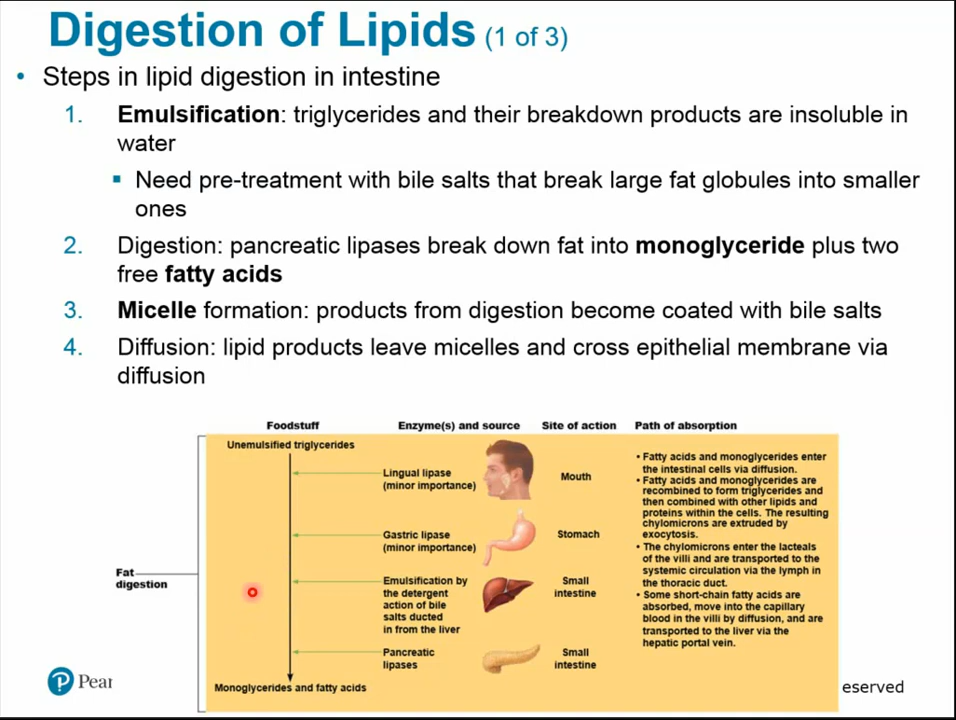 Digestion of Lipids (1 of 3)
• Steps in lipid digestion in intestine
1. Emulsification: triglycerides and their breakdown products are insoluble in
water
▪ Need pre-treatment with bile salts that break large fat globules into smaller
ones
2. Digestion: pancreatic lipases break down fat into monoglyceride plus two
free fatty acids
3. Micelle formation: products from digestion become coated with bile salts
4. Diffusion: lipid products leave micelles and cross epithelial membrane via
diffusion
Foodstuff Enzyme(s) and source Site of action Path of absorption
Fat
digestion
Unemulsified triglycerides
Lingual lipase
(minor importance)
Mouth
Gastric lipase
(minor importance)
Stomach
Emulsification by
the detergent
action of bile
salts ducted
in from the liver
Small
intestine
Pancreatic
lipases
Small
intestine
Monoglycerides and fatty acids
• Fatty acids and monoglycerides enter
the intestinal cells via diffusion.
• Fatty acids and monoglycerides are
recombined to form triglycerides and
then combined with other lipids and
proteins within the cells. The resulting
chylomicrons are extruded by
exocytosis.
• The chylomicrons enter the lacteals
of the villi and are transported to the
systemic circulation via the lymph in
the thoracic duct.
• Some short-chain fatty acids are
absorbed, move into the capillary
blood in the villi by diffusion, and are
transported to the liver via the
hepatic portal vein.
P Pear
eserved